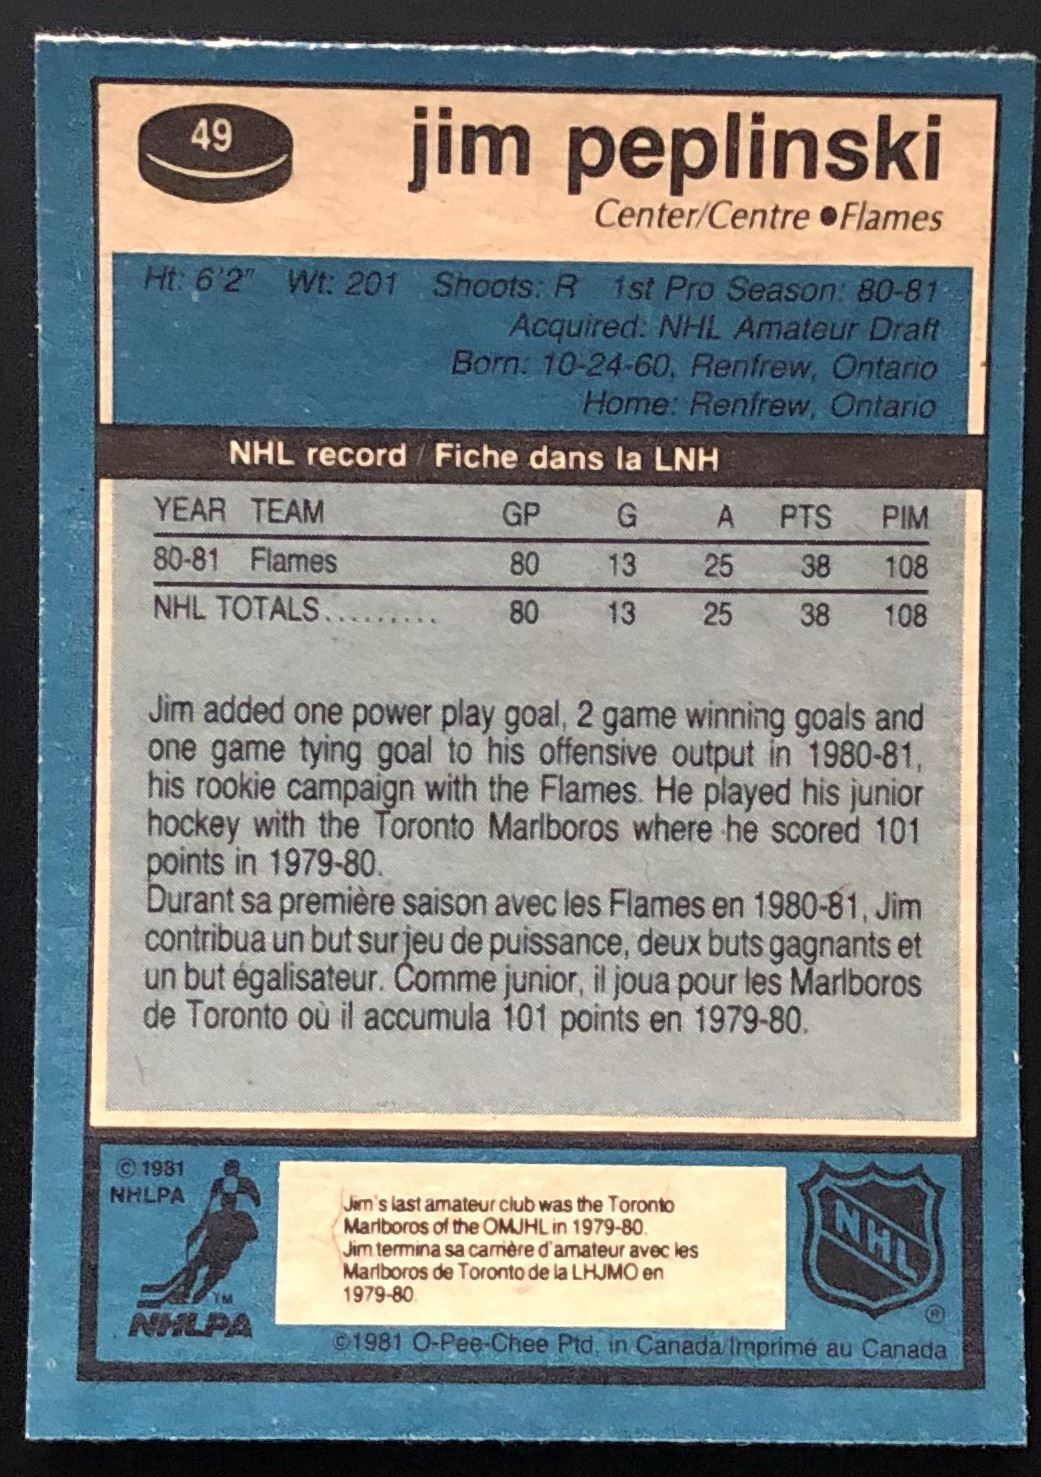 49
jim peplinski
Center/Centre ●Flames
Ht: 6'2" Wt: 201 Shoots: R 1st Pro Season: 80-81
Acquired: NHL Amateur Draft
Born: 10-24-60, Renfrew, Ontario
Home: Renfrew, Ontario
NHL record / Fiche dans la LNH
YEAR TEAM GP G A PTS PIM
80-81 Flames 80 13 25 38 108
NHL TOTALS......... 80 13 25 38 108
Jim added one power play goal, 2 game winning goals and
one game tying goal to his offensive output in 1980-81,
his rookie campaign with the Flames. He played his junior
hockey with the Toronto Marlboros where he scored 101
points in 1979-80.
Durant sa première saison avec les Flames en 1980-81, Jim
contribua un but sur jeu de puissance, deux buts gagnants et
un but égalisateur. Comme junior, il joua pour les Marlboros
de Toronto où il accumula 101 points en 1979-80.
© 1981
NHLPA
TM
NHLPA
Jim's last amateur club was the Toronto
Marlboros of the OMJHL in 1979-80.
Jim termina sa carrière d'amateur avec les
Marlboros de Toronto de la LHJMO en
1979-80.
NHL
®
©1981 O-Pee-Chee Ptd. in Canada/Imprimé au Canada